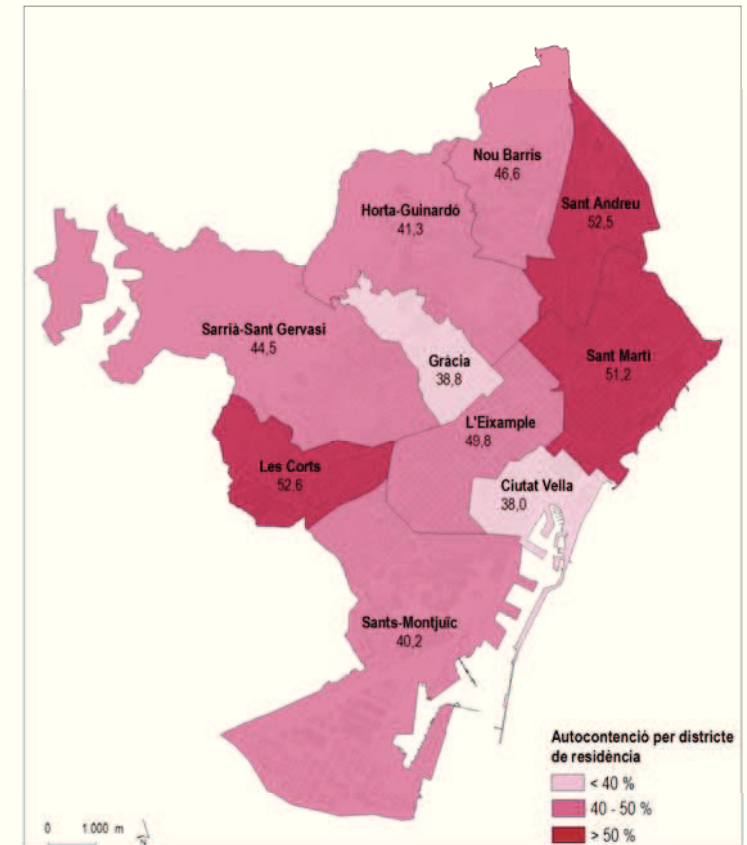 Nou Barris
46,6
Sant Andreu
52,5
Horta-Guinardó
41,3
Sarrià-Sant Gervasi
44,5
Gràcia
38,8
Sant Martí
51,2
L'Eixample
49,8
Les Corts
52,6
Ciutat Vella
38,0
Sants-Montjuïc
40,2
Autocontenció per districte
de residència
< 40 %
40 - 50 %
> 50 %
0 1 000 m
N